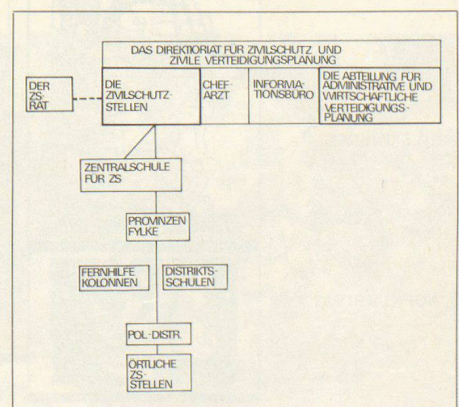 DAS DIREKTIORIAT FÜR ZIVILSCHUTZ UND
ZIVILE VERTEIDIGUNGSPLANUNG
DER
ZS-
RAT
DIE
ZIVILSCHUTZ-
STELLEN
CHEF-
ARZT
INFORMA-
TIONSBÜRO
DIE ABTEILUNG FÜR
ADMINISTRATIVE UND
WIRTSCHAFTLICHE
VERTEIDIGUNGS-
PLANUNG
ZENTRALSCHULE
FÜR ZS
PROVINZEN
FYLKE
FERNHILFE
KOLONNEN
DISTRIKTS-
SCHULEN
POL-DISTR.
ÖRTLICHE
ZS-
STELLEN